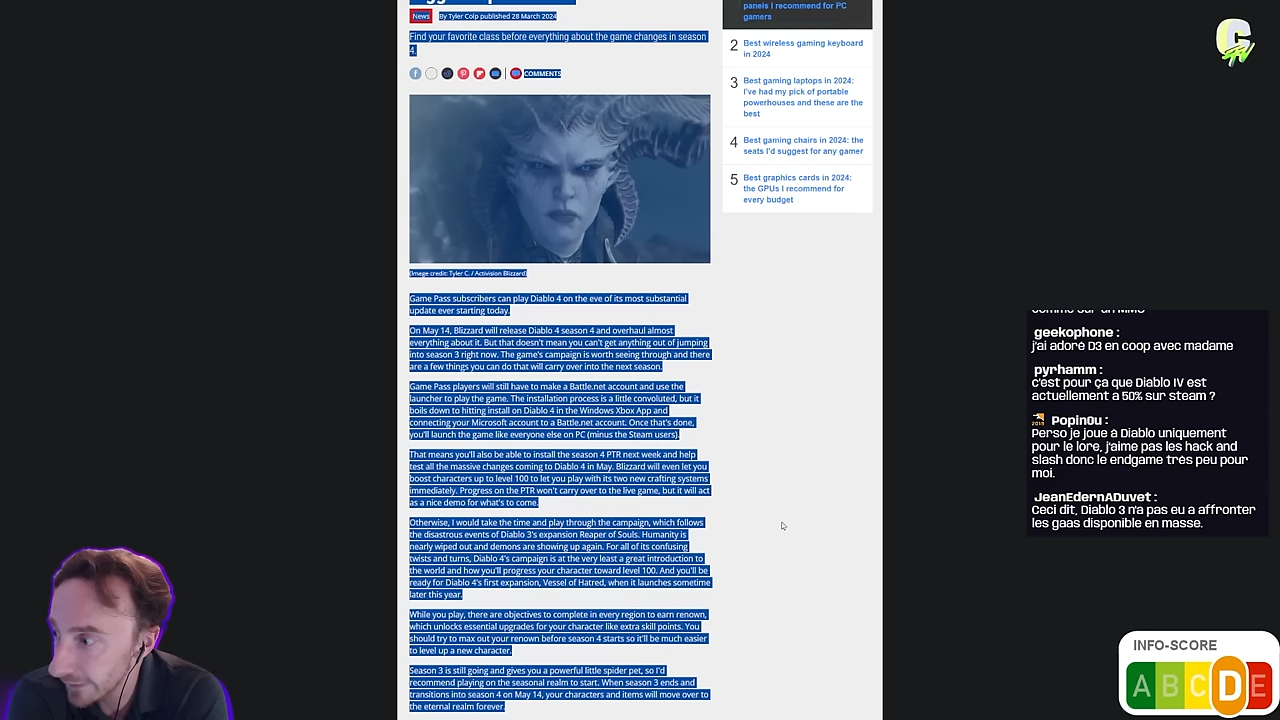 News By Tyler Colp published 28 March 2024
Find your favorite class before everything about the game changes in season
4.
COMMENTS
(Image credit: Tyler C. / Activision Blizzard)
Game Pass subscribers can play Diablo 4 on the eve of its most substantial
update ever starting today.
On May 14, Blizzard will release Diablo 4 season 4 and overhaul almost
everything about it. But that doesn't mean you can't get anything out of jumping
into season 3 right now. The game's campaign is worth seeing through and there
are a few things you can do that will carry over into the next season.
Game Pass players will still have to make a Battle.net account and use the
launcher to play the game. The installation process is a little convoluted, but it
boils down to hitting install on Diablo 4 in the Windows Xbox App and
connecting your Microsoft account to a Battle.net account. Once that's done,
you'll launch the game like everyone else on PC (minus the Steam users).
That means you'll also be able to install the season 4 PTR next week and help
test all the massive changes coming to Diablo 4 in May. Blizzard will even let you
boost characters up to level 100 to let you play with its two new crafting systems
immediately. Progress on the PTR won't carry over to the live game, but it will act
as a nice demo for what's to come.
Otherwise, I would take the time and play through the campaign, which follows
the disastrous events of Diablo 3's expansion Reaper of Souls. Humanity is
nearly wiped out and demons are showing up again. For all of its confusing
twists and turns, Diablo 4's campaign is at the very least a great introduction to
the world and how you'll progress your character toward level 100. And you'll be
ready for Diablo 4's first expansion, Vessel of Hatred, when it launches sometime
later this year.
While you play, there are objectives to complete in every region to earn renown,
which unlocks essential upgrades for your character like extra skill points. You
should try to max out your renown before season 4 starts so it'll be much easier
to level up a new character.
Season 3 is still going and gives you a powerful little spider pet, so I'd
recommend playing on the seasonal realm to start. When season 3 ends and
transitions into season 4 on May 14, your characters and items will move over to
the eternal realm forever.
panels I recommend for PC
gamers
2 Best wireless gaming keyboard
in 2024
3 Best gaming laptops in 2024:
I've had my pick of portable
powerhouses and these are the
best
4 Best gaming chairs in 2024: the
seats I'd suggest for any gamer
5 Best graphics cards in 2024:
the GPUs I recommend for
every budget
geekophone :
j'ai adoré D3 en coop avec madame
pyrhamm :
rappelons que Diablo IV est
actuellement à -50% sur Steam ?
Popinou :
perso je joue à Diablo uniquement
pour le lore, j'aime pas les hack and
slash donc le end game très peu pour
moi.
JeanEdernADroit :
Ceci dit, Diablo3 n'a pas eu a affronter
PoE si disponible encore.
INFO-SCORE
A D E